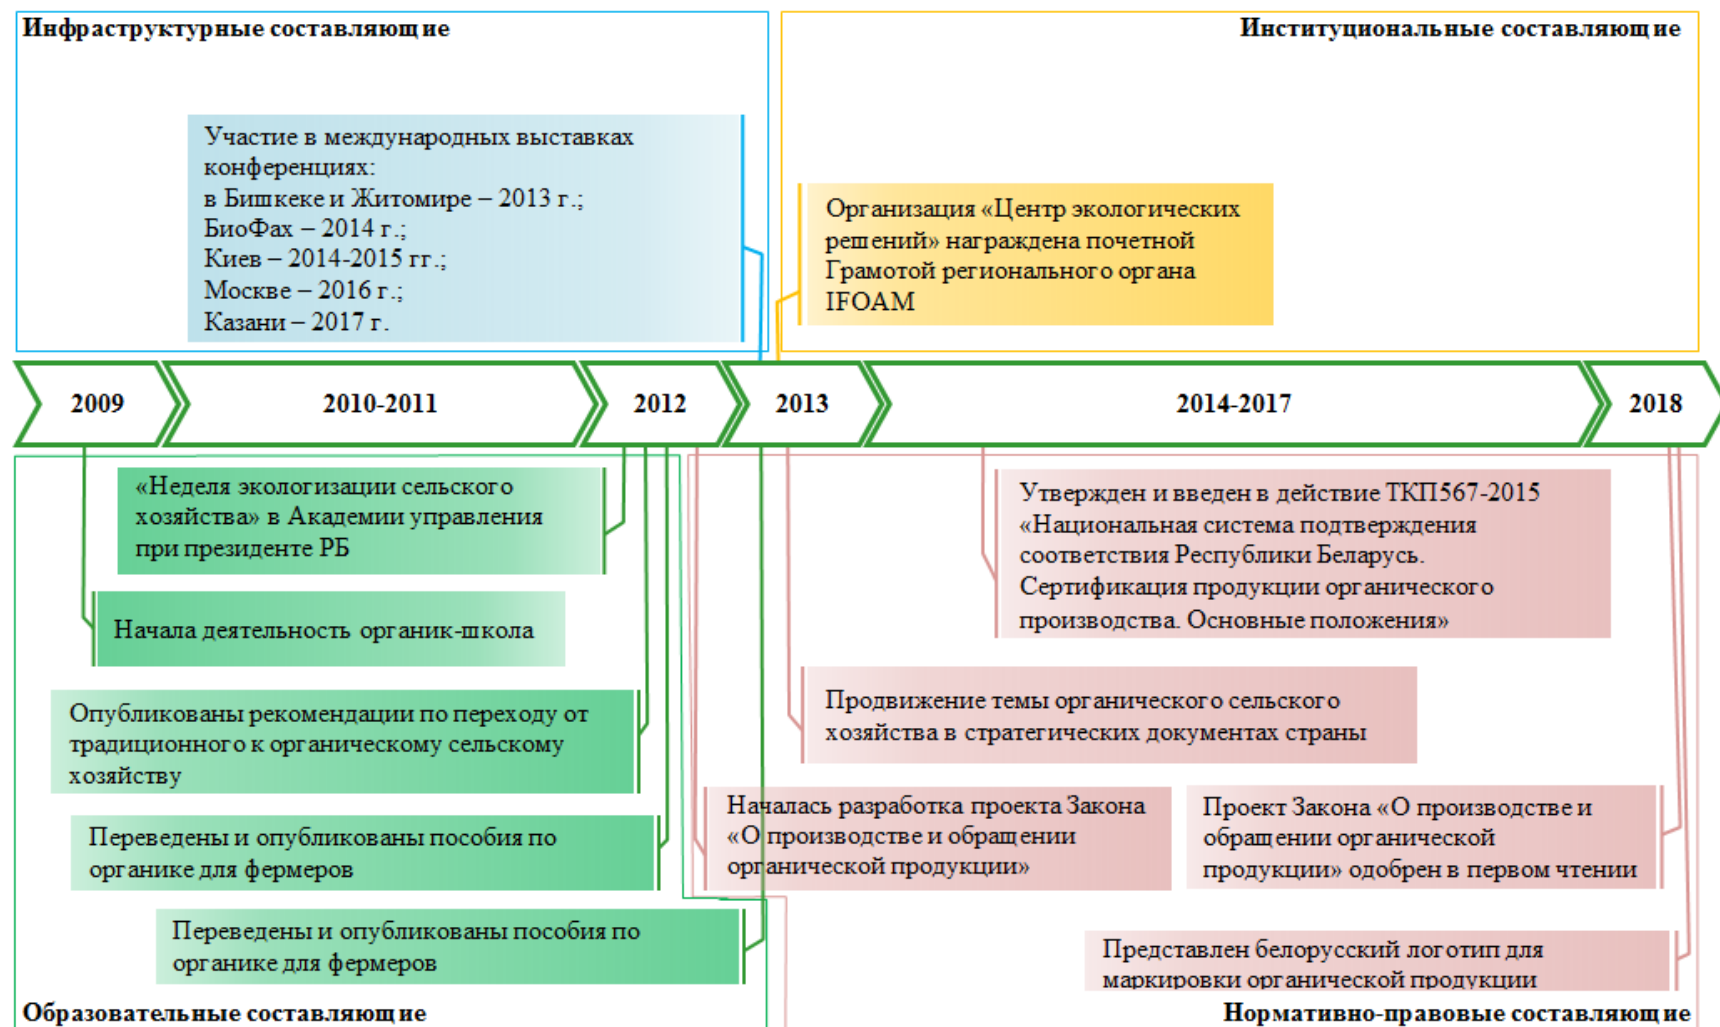 Инфраструктурные составляющие
Институциональные составляющие
Участие в международных выставках
конференциях:
в Бишкеке и Житомире – 2013 г.;
БиоФах – 2014 г.;
Киев – 2014-2015 гг.;
Москве – 2016 г.;
Казани – 2017 г.
Организация «Центр экологических
решений» награждена почетной
Грамотой регионального органа
IFOAM
2009
2010-2011
2012
2013
2014-2017
2018
«Неделя экологизации сельского
хозяйства» в Академии управления
при президенте РБ
Начала деятельность органик-школа
Опубликованы рекомендации по переходу от
традиционного к органическому сельскому
хозяйству
Переведены и опубликованы пособия по
органике для фермеров
Переведены и опубликованы пособия по
органике для фермеров
Образовательные составляющие
Утвержден и введен в действие ТКП567-2015
«Национальная система подтверждения
соответствия Республики Беларусь.
Сертификация продукции органического
производства. Основные положения»
Продвижение темы органического сельского
хозяйства в стратегических документах страны
Началась разработка проекта Закона
«О производстве и обращении
органической продукции»
Проект Закона «О производстве и
обращении органической
продукции» одобрен в первом чтении
Представлен белорусский логотип для
маркировки органической продукции
Нормативно-правовые составляющие